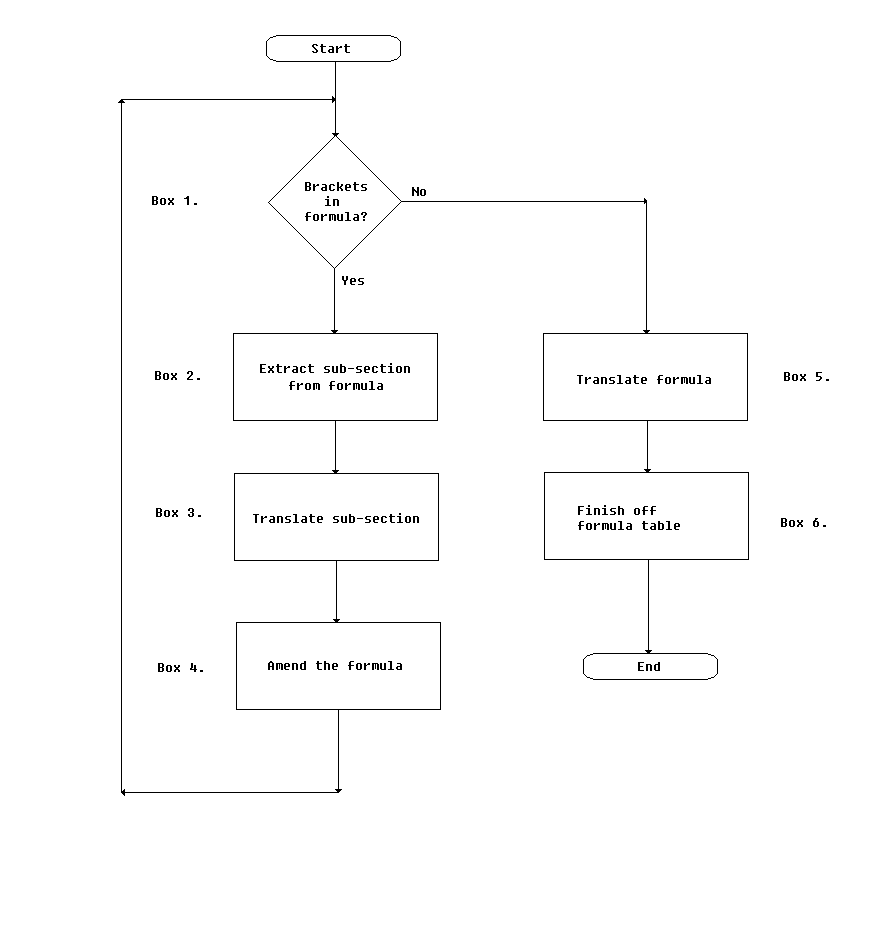 Start
Box 1.
Brackets
in
formula?
No
Yes
Box 2.
Extract sub-section
from formula
Translate formula
Box 5.
Box 3.
Translate sub-section
Finish off
formula table
Box 6.
Box 4.
Amend the formula
End